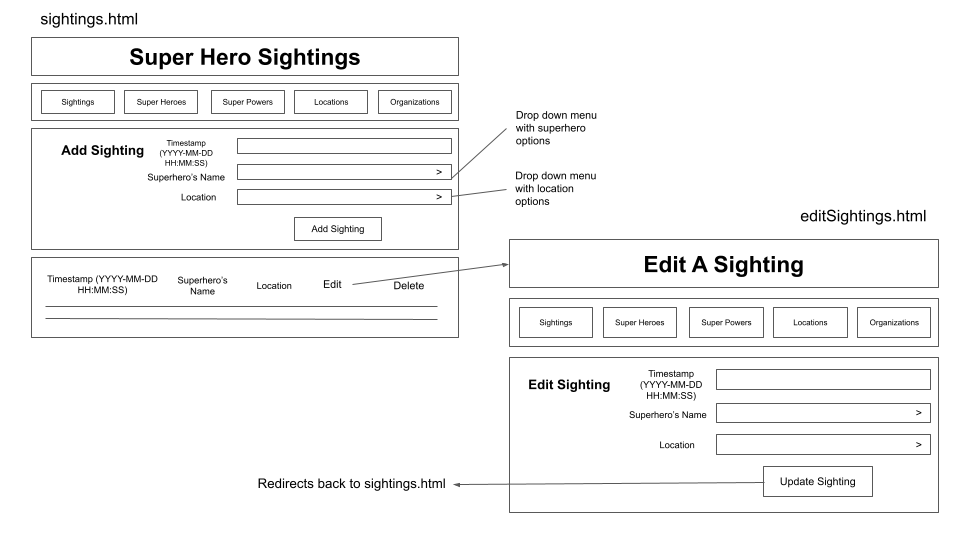 sightings.html
Super Hero Sightings
Sightings
Super Heroes
Super Powers
Locations
Organizations
Add Sighting
Timestamp
(YYYY-MM-DD
HH:MM:SS)
Superhero's Name
>
Location
>
Add Sighting
Drop down menu
with superhero
options
Drop down menu
with location
options
Timestamp (YYYY-MM-DD
HH:MM:SS)
Superhero's
Name
Location
Edit
Delete
editSightings.html
Edit A Sighting
Sightings
Super Heroes
Super Powers
Locations
Organizations
Edit Sighting
Timestamp
(YYYY-MM-DD
HH:MM:SS)
Superhero's Name
>
Location
>
Update Sighting
Redirects back to sightings.html